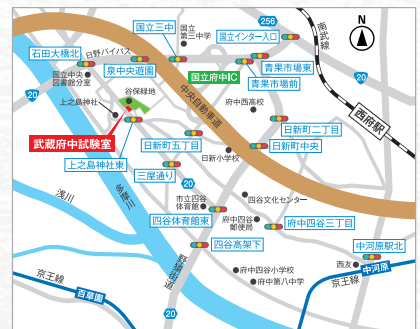 国立三中
国立
第三中学
256
国立インター入口
南武線
N
石田大橋北
日野バイパス
泉中央遊園
国立府中IC
青果市場東
青果市場前
20
国立中央
図書館分室
谷保緑地
中央自動車道
府中西高校
西府駅
20
上之島神社
武蔵府中試験室
上之島神社東
日新町五丁目
日新町二丁目
日新町中央
日新小学校
三屋通り
多摩川
浅川
20
市立四谷
体育館
四谷文化センター
四谷体育館東
府中四谷
郵便局
府中四谷三丁目
野猿街道
四谷高架下
中河原駅北
西友
中河原
京王線
百草園
府中四谷小学校
府中第八中学
京王線
20